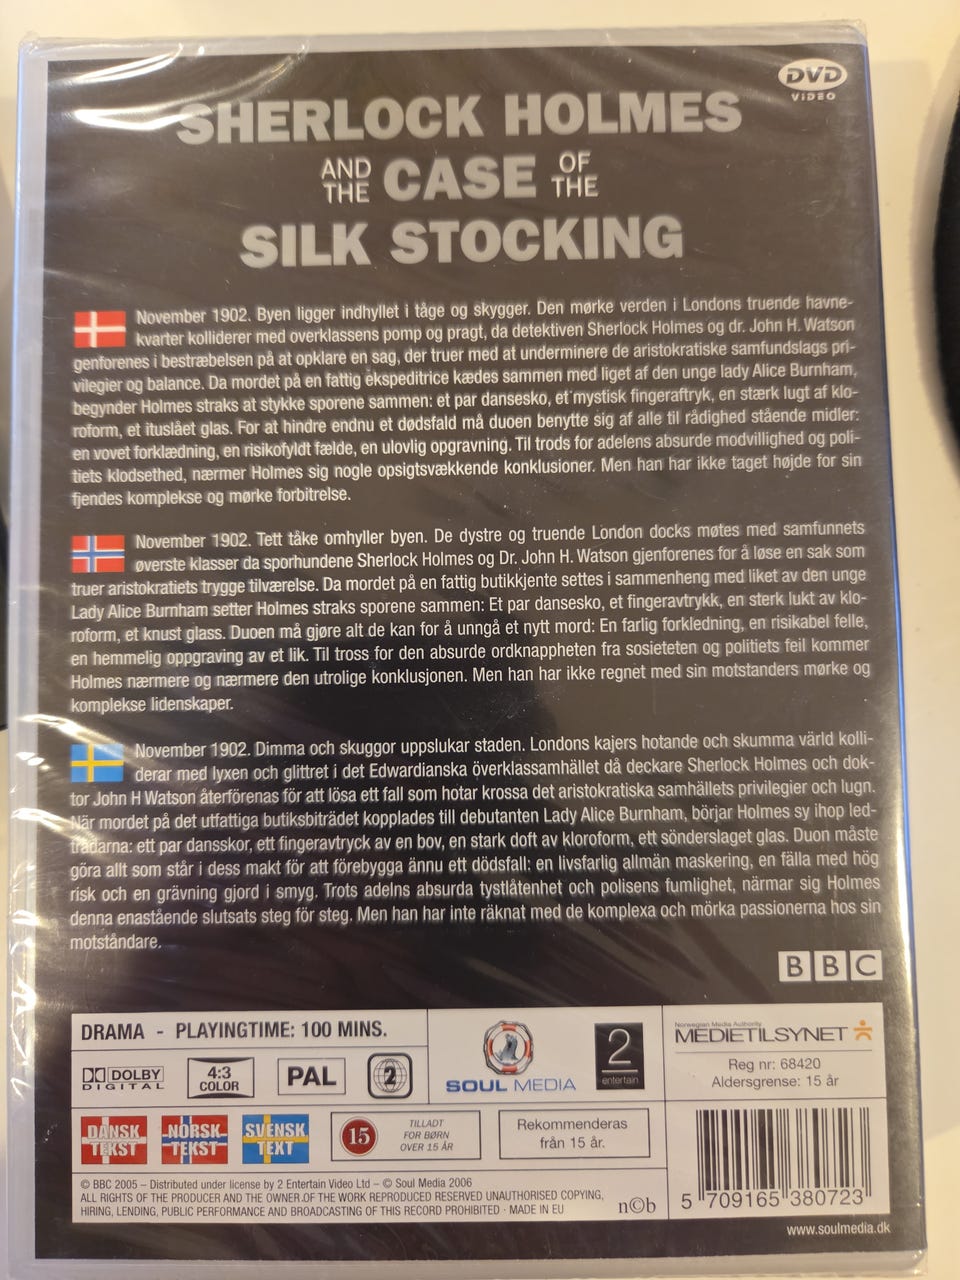 DVD
VIDEO
SHERLOCK HOLMES
AND THE CASE OF THE
SILK STOCKING
November 1902. Byen ligger indhyllet i tåge og skygger. Den mørke verden i Londons truende havne-
kvarter kolliderer med overklassens pomp og pragt, da detektiven Sherlock Holmes og dr. John H. Watson
genforenes i bestræbelsen på at opklare en sag, der truer med at underminere de aristokratiske samfundslags pri-
vilegier og balance. Da mordet på en fattig ekspeditrice kædes sammen med liget af den unge lady Alice Burnham,
begynder Holmes straks at stykke sporene sammen: et par dansesko, et mystisk fingeraftryk, en stærk lugt af klo-
roform, et ituslået glas. For at hindre endnu et dødsfald må duoen benytte sig af alle til rådighed stående midler:
en vovet forklædning, en risikofyldt fælde, en ulovlig opgravning. Til trods for adelens absurde modvillighed og poli-
tiets klodsethed, nærmer Holmes sig nogle opsigtsvækkende konklusioner. Men han har ikke taget højde for sin
fjendes komplekse og mørke forbitrelse.
November 1902. Tett tåke omhyller byen. De dystre og truende London docks møtes med samfunnets
øverste klasser da sporhundene Sherlock Holmes og Dr. John H. Watson gjenforenes for å løse en sak som
truer aristokratiets trygge tilværelse. Da mordet på en fattig butikkjente settes i sammenheng med liket av den unge
Lady Alice Burnham setter Holmes straks sporene sammen: Et par dansesko, et fingeravtrykk, en sterk lukt av klo-
roform, et knust glass. Duoen må gjøre alt de kan for å unngå et nytt mord: En farlig forkledning, en risikabel felle,
en hemmelig oppgraving av et lik. Til tross for den absurde ordknappheten fra sosieteten og politiets feil kommer
Holmes nærmere og nærmere den utrolige konklusjonen. Men han har ikke regnet med sin motstanders mørke og
komplekse lidenskaper.
November 1902. Dimma och skuggor uppslukar staden. Londons kajers hotande och skumma värld kolli-
derar med lyxen och glittret i det Edwardianska överklassamhället då deckare Sherlock Holmes och dok-
tor John H Watson återförenas för att lösa ett fall som hotar krossa det aristokratiska samhällets privilegier och lugn.
När mordet på det utfattiga butiksbiträdet kopplades till debutanten Lady Alice Burnham, börjar Holmes sy ihop led-
trådarna: ett par dansskor, ett fingeravtryck av en bov, en stark doft av kloroform, ett sönderslaget glas. Duon måste
göra allt som står i dess makt för att förebygga ännu ett dödsfall: en livsfarlig allmän maskering, en fälla med hög
risk och en grävning gjord i smyg. Trots adelns absurda tystlåtenhet och polisens fumlighet, närmar sig Holmes
denna enastående slutsats steg för steg. Men han har inte räknat med de komplexa och mörka passionerna hos sin
motståndare.
BBC
DRAMA - PLAYINGTIME: 100 MINS.
DOLBY
DIGITAL
4:3
COLOR
PAL
2
SOUL MEDIA
2
entertain
Norwegian Media Authority
MEDIETILSYNET
Reg nr: 68420
Aldersgrense: 15 år
DANSK
TEKST
NORSK
TEKST
SVENSK
TEXT
15
TILLADT
FOR BØRN
OVER 15 ÅR
Rekommenderas
från 15 år.
© BBC 2005 – Distributed under license by 2 Entertain Video Ltd – © Soul Media 2006
ALL RIGHTS OF THE PRODUCER AND THE OWNER.OF THE WORK REPRODUCED RESERVED UNAUTHORISED COPYING,
HIRING, LENDING, PUBLIC PERFORMANCE AND BROADCASTING OF THIS RECORD PROHIBITED · MADE IN EU
n©b
5 709165 380723
www.soulmedia.dk